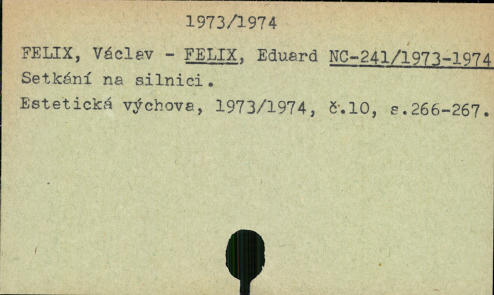 1973/1974
FELIX, Václav - FELIX, Eduard NC-241/1973-1974
Setkání na silnici.
Estetická výchova, 1973/1974, č.10, s.266-267.